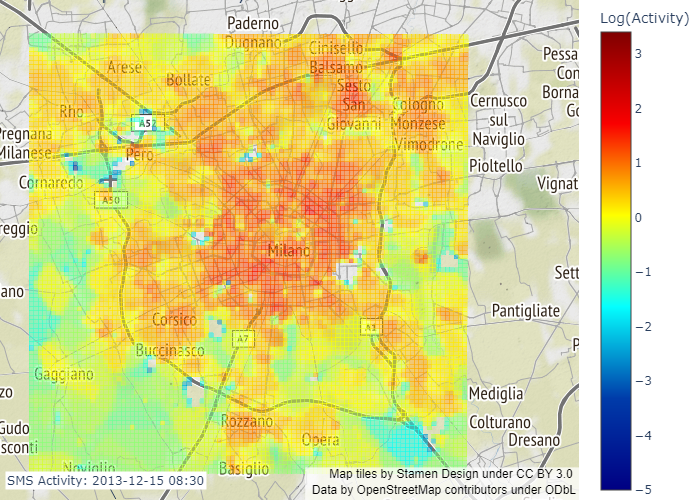 Paderno
Dugnano
Cinisello
Balsamo
Arese
Bollate
Sesto
San
Giovanni
Rho
A52
Cologno
Monzese
Vimodrone
Pregnana
Milanese
Pero
Cornaredo
A50
Cernusco
sul
Naviglio
Pioltello
Pessa
Con
Borna
Go
Vignat
reggio
Milano
Sett
ano
Corsico
A7
A1
Pantigliate
P
Buccinasco
Gaggiano
zo
Mediglia
Rozzano
Opera
Colturano
Dresano
Gudo
sconti
Noviglio
Basiglio
SMS Activity: 2013-12-15 08:30
Map tiles by Stamen Design under CC BY 3.0
Data by OpenStreetMap contributors under ODbL
Log(Activity)
3
2
1
0
−1
−2
−3
−4
−5